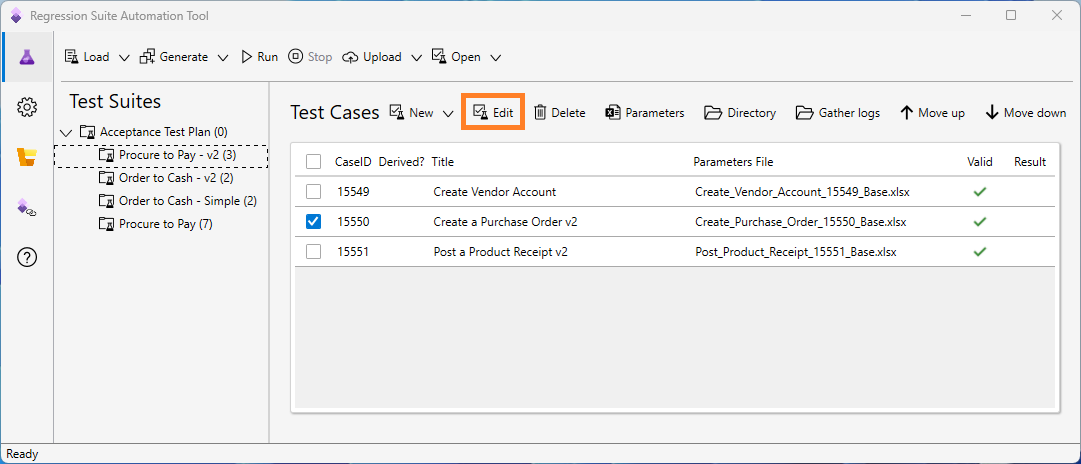 Regression Suite Automation Tool
Load Generate Run Stop Upload Open
Test Suites
Acceptance Test Plan (0)
Procure to Pay - v2 (3)
Order to Cash - v2 (2)
Order to Cash - Simple (2)
Procure to Pay (7)
Test Cases New Edit Delete Parameters Directory Gather logs Move up Move down
CaseID Derived? Title Parameters File Valid Result
15549 Create Vendor Account Create_Vendor_Account_15549_Base.xlsx
15550 Create a Purchase Order v2 Create_Purchase_Order_15550_Base.xlsx
15551 Post a Product Receipt v2 Post_Product_Receipt_15551_Base.xlsx
Ready